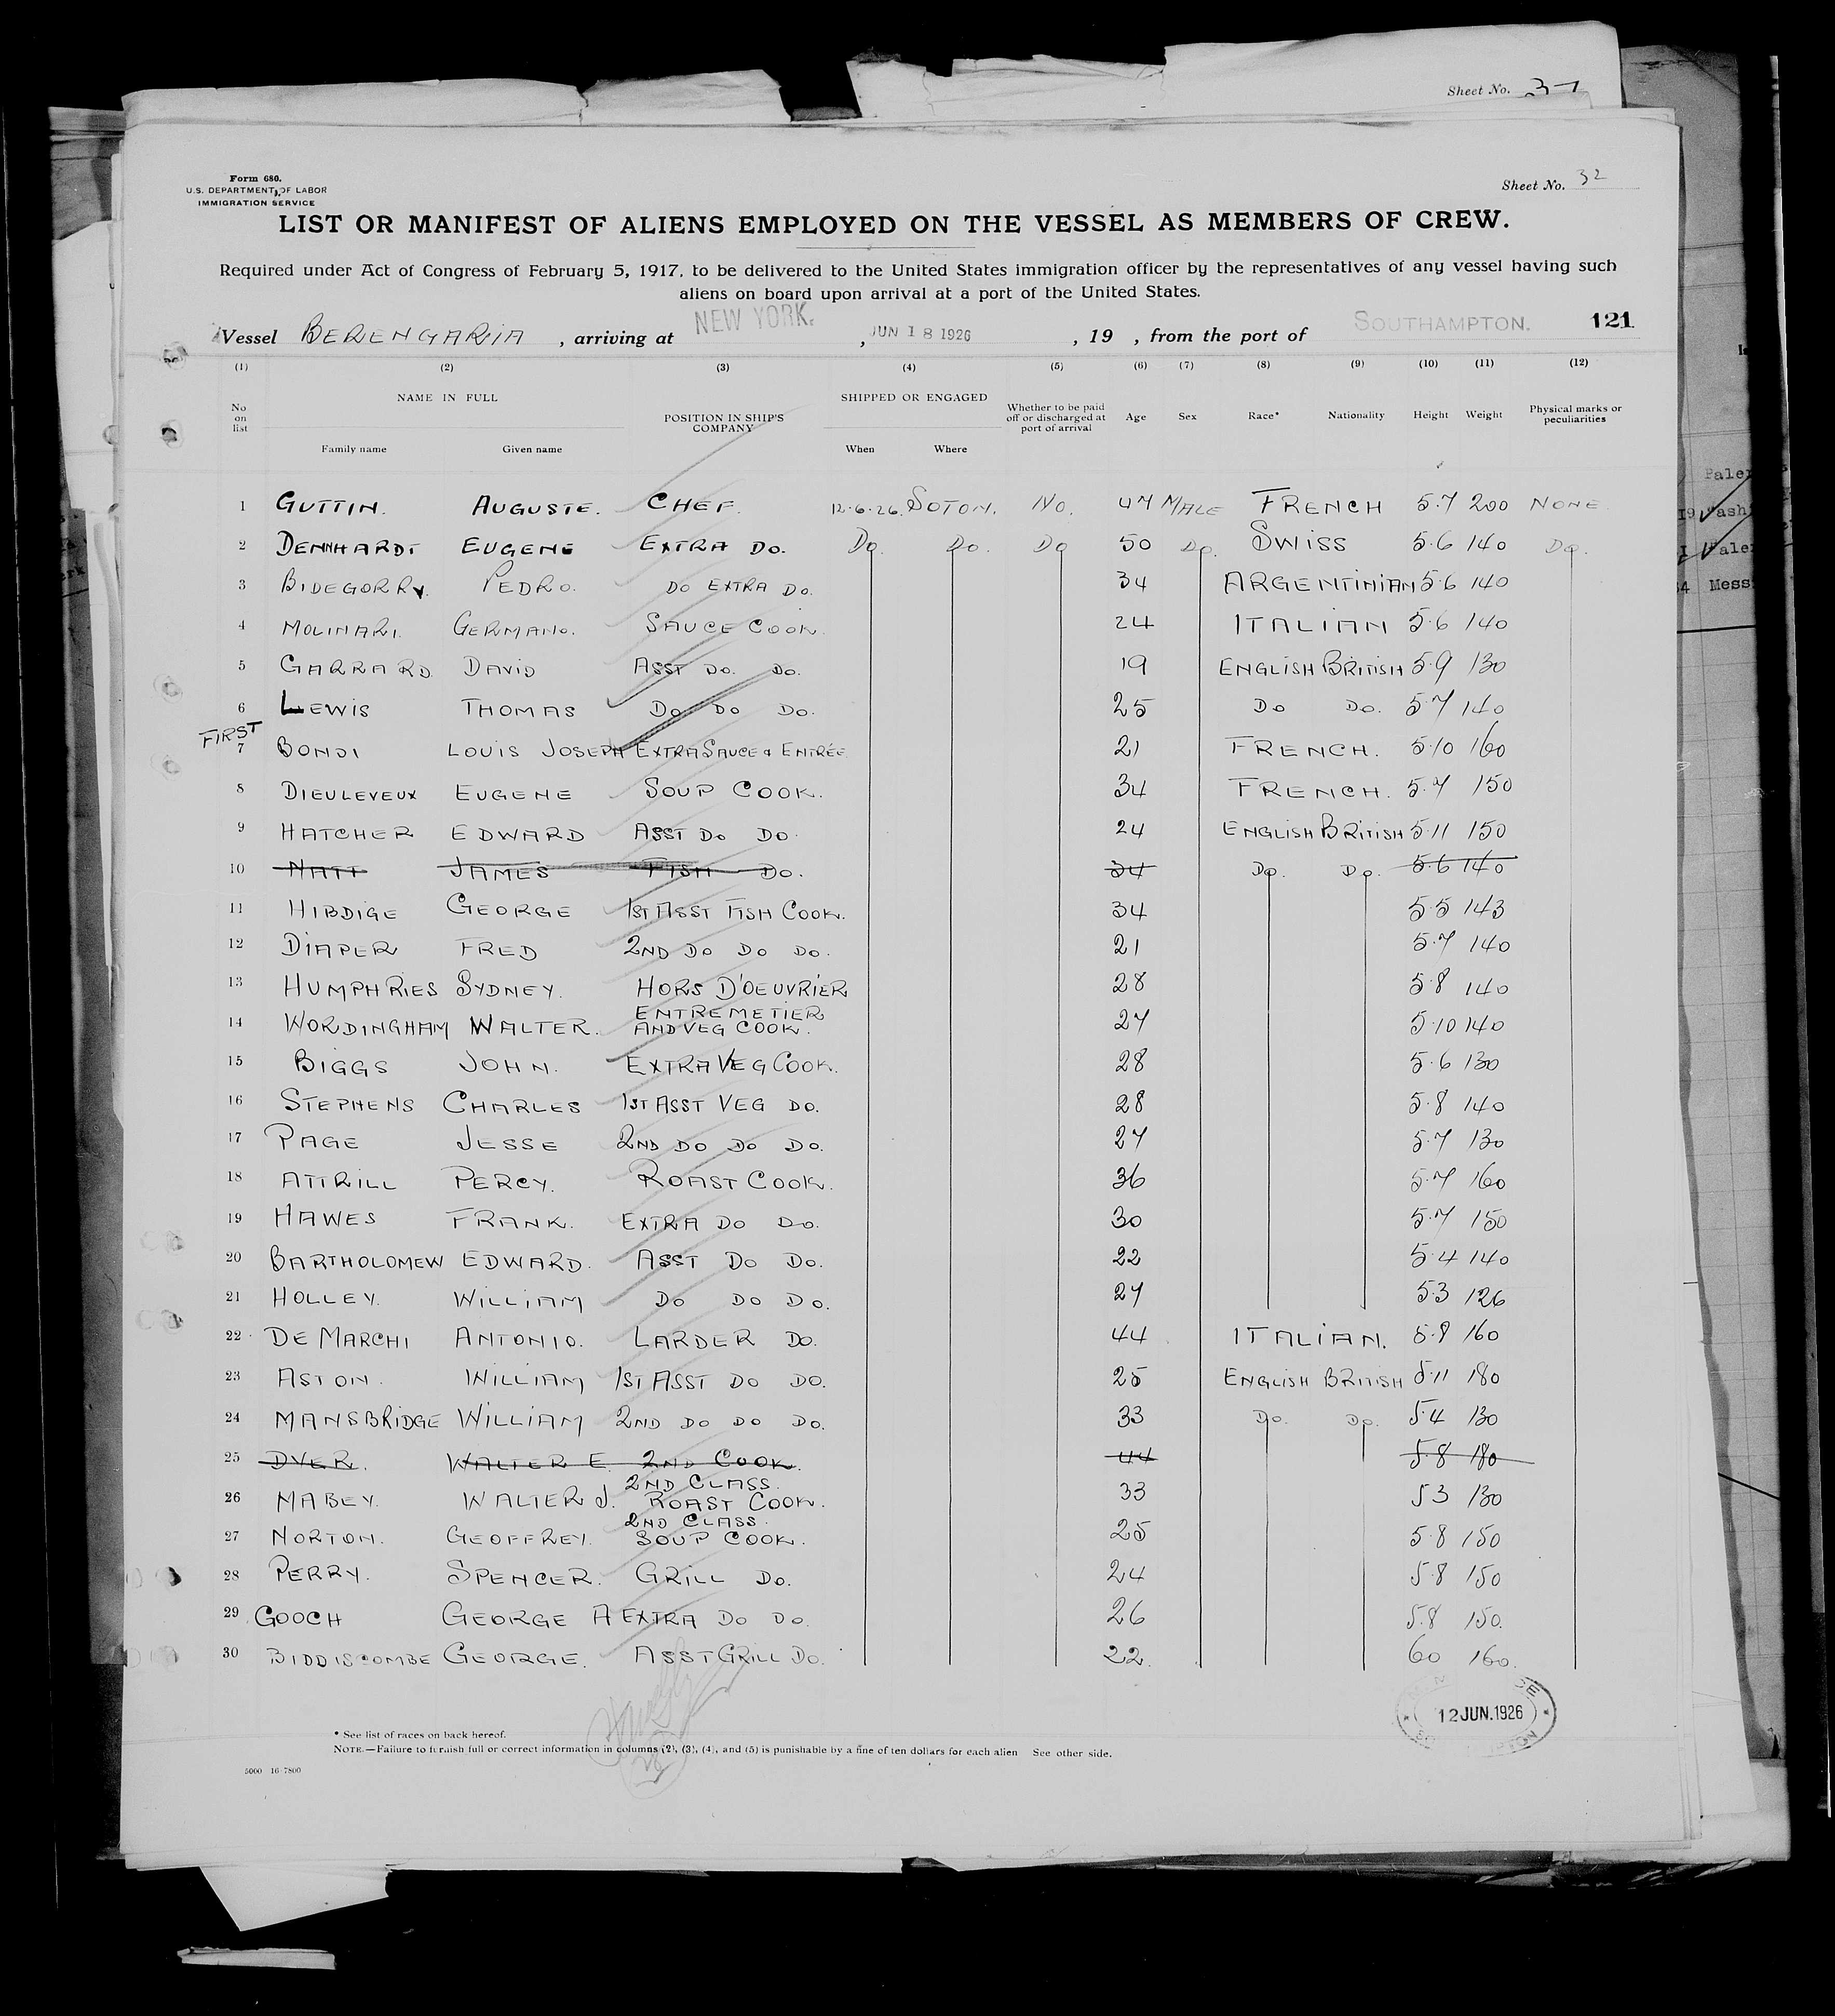 Sheet No.
Form 680.
U.S. DEPARTMENT OF LABOR
IMMIGRATION SERVICE
Sheet No. 32
LIST OR MANIFEST OF ALIENS EMPLOYED ON THE VESSEL AS MEMBERS OF CREW.
Required under Act of Congress of February 5, 1917, to be delivered to the United States immigration officer by the representatives of any vessel having such
aliens on board upon arrival at a port of the United States.
Vessel BERENGARIA, arriving at NEW YORK. , JUN 18 1926 , 19 , from the port of SOUTHAMPTON. 121
(1) (2) (3) (4) (5) (6) (7) (8) (9) (10) (11) (12)
No on list NAME IN FULL Family name Given name POSITION IN SHIP'S COMPANY SHIPPED OR ENGAGED When Where Whether to be paid off or discharged at port of arrival Age Sex Race* Nationality Height Weight Physical marks or peculiarities
1 GUTTIN. AUGUSTE. CHEF. 12.6.26. SOTON. NO. 47 MALE FRENCH 5.7 200 NONE.
2 DENNHARDT EUGENE EXTRA DO. DO. DO. DO 50 DO. SWISS 5.6 140 DO.
3 BIDEGORRY. PEDRO. DO EXTRA DO. 34 ARGENTINIAN 5.6 140
4 MOLINARI. GERMANO. SAUCE COOK. 24 ITALIAN 5.6 140
5 GARRARD DAVID ASST DO. DO. 19 ENGLISH BRITISH 5.9 130
6 LEWIS THOMAS DO DO DO. 25 DO DO. 5.7 140
FIRST
7 BONDI LOUIS JOSEPH EXTRA SAUCE & ENTRÉE 21 FRENCH. 5.10 160
8 DIEULEVEUX EUGENE SOUP COOK. 34 FRENCH. 5.7 150
9 HATCHER EDWARD ASST DO DO. 24 ENGLISH BRITISH 5.11 150
10 NATT JAMES FISH DO. 34 DO. DO. 5.6 140
11 HIBDIGE GEORGE 1ST ASST FISH COOK. 34 5.5 143
12 DIAPER FRED 2ND DO DO DO. 21 5.7 140
13 HUMPHRIES SYDNEY. HORS D'OEUVRIER 28 5.8 140
14 WORDINGHAM WALTER. ENTREMETIER AND VEG COOK. 27 5.10 140
15 BIGGS JOHN. EXTRA VEG COOK. 28 5.6 130
16 STEPHENS CHARLES 1ST ASST VEG DO. 28 5.8 140
17 PAGE JESSE 2ND DO DO DO. 27 5.7 130
18 ATTRILL PERCY. ROAST COOK. 36 5.7 160
19 HAWES FRANK. EXTRA DO DO. 30 5.7 150
20 BARTHOLOMEW EDWARD. ASST DO DO. 22 5.4 140
21 HOLLEY. WILLIAM DO DO DO. 27 5.3 126
22 DE MARCHI ANTONIO. LARDER DO. 44 ITALIAN. 5.9 160
23 ASTON. WILLIAM 1ST ASST DO DO. 25 ENGLISH BRITISH 5.11 180
24 MANSBRIDGE WILLIAM 2ND DO DO DO. 33 DO. DO. 5.4 130
25 DYER. WALTER E. 2ND COOK. 44 5.8 180
26 MABEY. WALTER J. 2ND CLASS. ROAST COOK. 33 5 3 130
27 NORTON. GEOFFREY. 2ND CLASS. SOUP COOK. 25 5.8 150
28 PERRY. SPENCER. GRILL DO. 24 5.8 150
29 GOOCH GEORGE A EXTRA DO DO. 26 5.8 150.
30 BIDDISCOMBE GEORGE. ASST GRILL DO. 22. 60 160.
12 JUN. 1926
* See list of races on back hereof.
NOTE.—Failure to furnish full or correct information in columns (2), (3), (4), and (5) is punishable by a fine of ten dollars for each alien See other side.
5000 16-7800